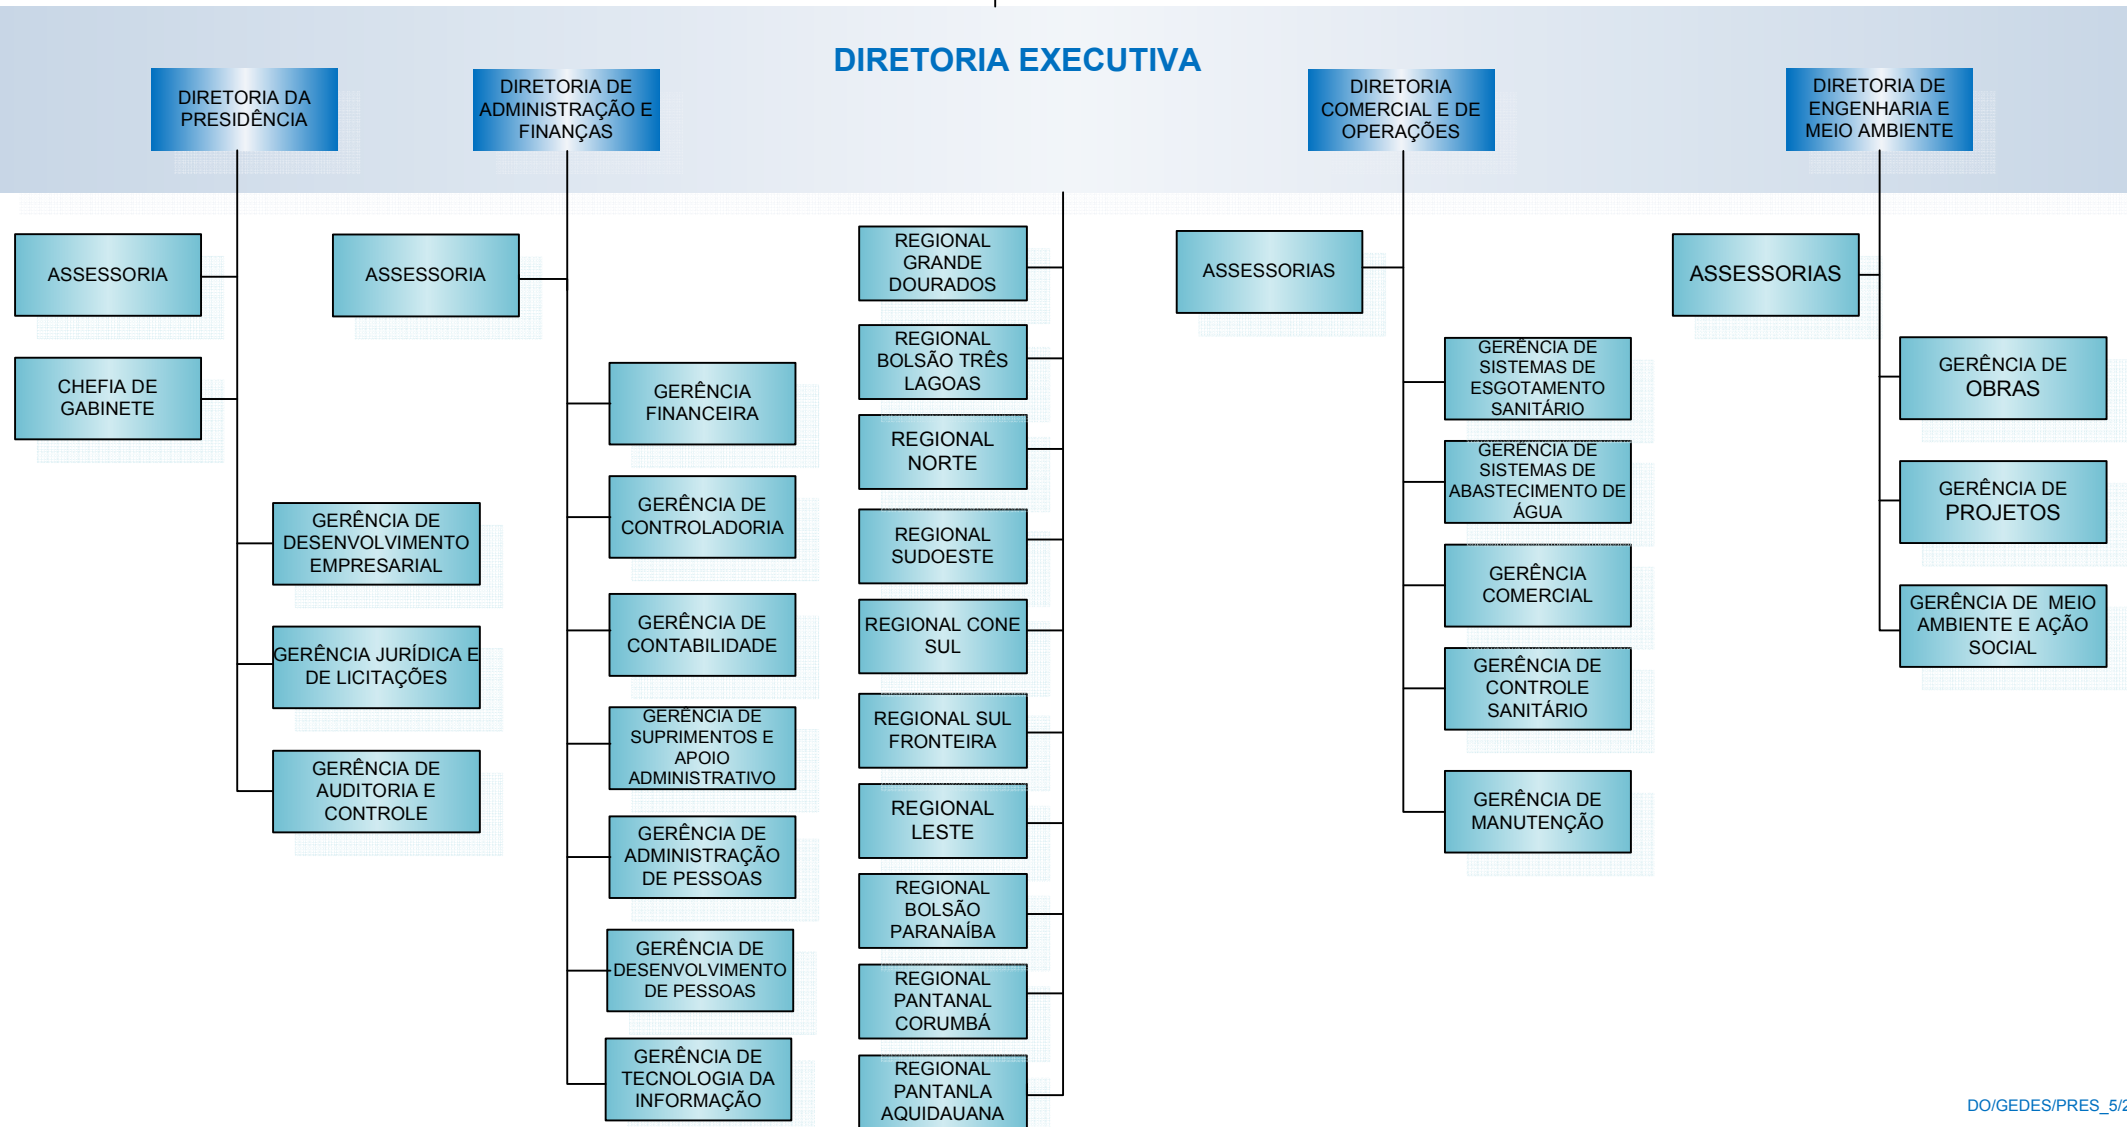 DIRETORIA EXECUTIVA
DIRETORIA DA
PRESIDÊNCIA
DIRETORIA DE
ADMINISTRAÇÃO E
FINANÇAS
DIRETORIA
COMERCIAL E DE
OPERAÇÕES
DIRETORIA DE
ENGENHARIA E
MEIO AMBIENTE
ASSESSORIA
CHEFIA DE
GABINETE
GERÊNCIA DE
DESENVOLVIMENTO
EMPRESARIAL
GERÊNCIA JURÍDICA E
DE LICITAÇÕES
GERÊNCIA DE
AUDITORIA E
CONTROLE
ASSESSORIA
GERÊNCIA
FINANCEIRA
GERÊNCIA DE
CONTROLADORIA
GERÊNCIA DE
CONTABILIDADE
GERÊNCIA DE
SUPRIMENTOS E
APOIO
ADMINISTRATIVO
GERÊNCIA DE
ADMINISTRAÇÃO
DE PESSOAS
GERÊNCIA DE
DESENVOLVIMENTO
DE PESSOAS
GERÊNCIA DE
TECNOLOGIA DA
INFORMAÇÃO
REGIONAL
GRANDE
DOURADOS
REGIONAL
BOLSÃO TRÊS
LAGOAS
REGIONAL
NORTE
REGIONAL
SUDOESTE
REGIONAL CONE
SUL
REGIONAL SUL
FRONTEIRA
REGIONAL
LESTE
REGIONAL
BOLSÃO
PARANAÍBA
REGIONAL
PANTANAL
CORUMBÁ
REGIONAL
PANTANLA
AQUIDAUANA
ASSESSORIAS
GERÊNCIA DE
SISTEMAS DE
ESGOTAMENTO
SANITÁRIO
GERÊNCIA DE
SISTEMAS DE
ABASTECIMENTO DE
ÁGUA
GERÊNCIA
COMERCIAL
GERÊNCIA DE
CONTROLE
SANITÁRIO
GERÊNCIA DE
MANUTENÇÃO
ASSESSORIAS
GERÊNCIA DE
OBRAS
GERÊNCIA DE
PROJETOS
GERÊNCIA DE MEIO
AMBIENTE E AÇÃO
SOCIAL
DO/GEDES/PRES_5/2